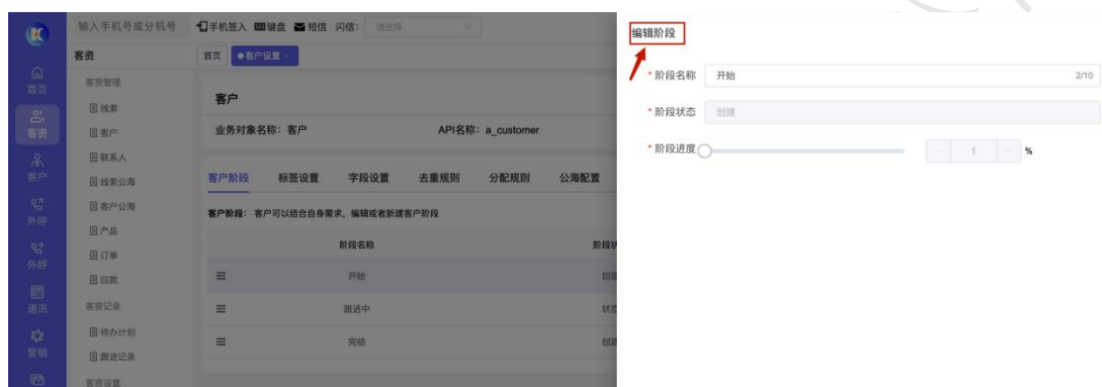 输入手机号或分机号
手机签入 键盘 短信 闪信: 请选择
首页
客资
客户
外呼
外呼
通讯
营销
客资
客资管理
线索
客户
联系人
线索公海
客户公海
产品
订单
回款
客资记录
待办计划
跟进记录
客资设置
首页 客户设置
客户
业务对象名称: 客户 API名称: a_customer
客户阶段 标签设置 字段设置 去重规则 分配规则 公海配置
客户阶段: 客户可以结合自身需求, 编辑或者新建客户阶段
阶段名称 阶段状
开始 创建
跟进中 状态
完结 创建
编辑阶段
* 阶段名称 开始 2/10
* 阶段状态 创建
* 阶段进度 - 1 + %